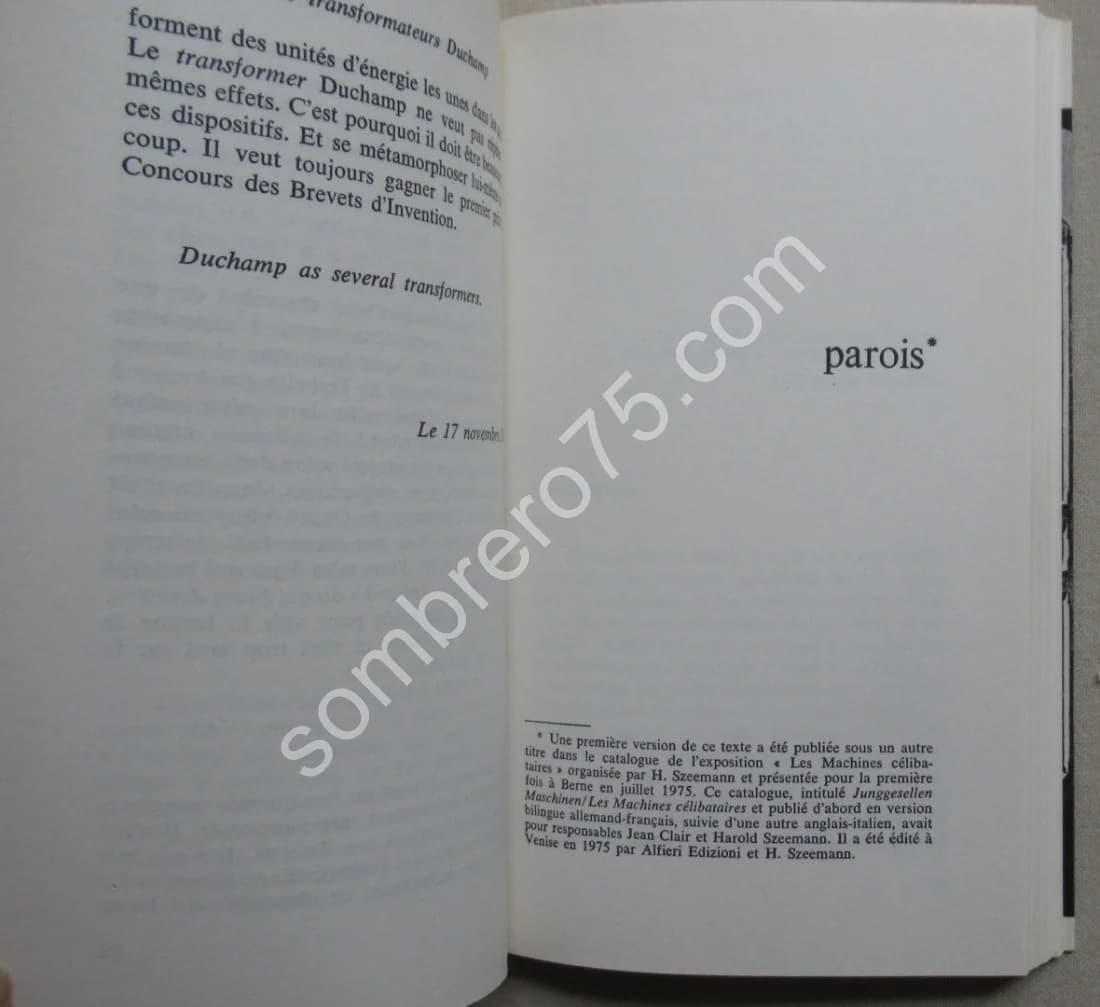 transformateurs Duchamp
forment des unités d'énergie les unes dans les
Le transformer Duchamp ne veut pas
mêmes effets. C'est pourquoi il doit être
ces dispositifs. Et se métamorphoser lui-même
coup. Il veut toujours gagner le premier prix
Concours des Brevets d'Invention.
Duchamp as several transformers.
Le 17 novembre
parois*
* Une première version de ce texte a été publiée sous un autre
titre dans le catalogue de l'exposition « Les Machines céliba-
taires » organisée par H. Szeemann et présentée pour la première
fois à Berne en juillet 1975. Ce catalogue, intitulé Junggesellen
Maschinen/Les Machines célibataires et publié d'abord en version
bilingue allemand-français, suivie d'une autre anglais-italien, avait
pour responsables Jean Clair et Harold Szeemann. Il a été édité à
Venise en 1975 par Alfieri Edizioni et H. Szeemann.
sombrero75.com